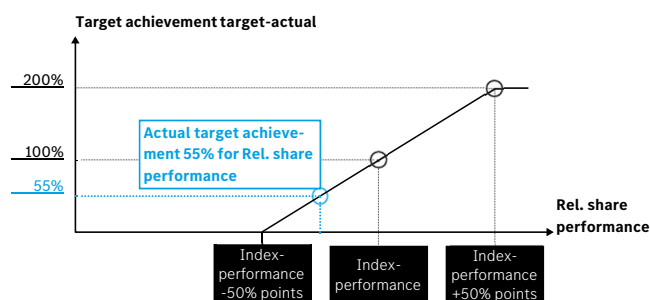 Target achievement target-actual
200%
Actual target achieve-
ment 55% for Rel. share
performance
100%
55%
Rel. share
performance
Index-
performance
-50% points
Index-
performance
Index-
performance
+50% points